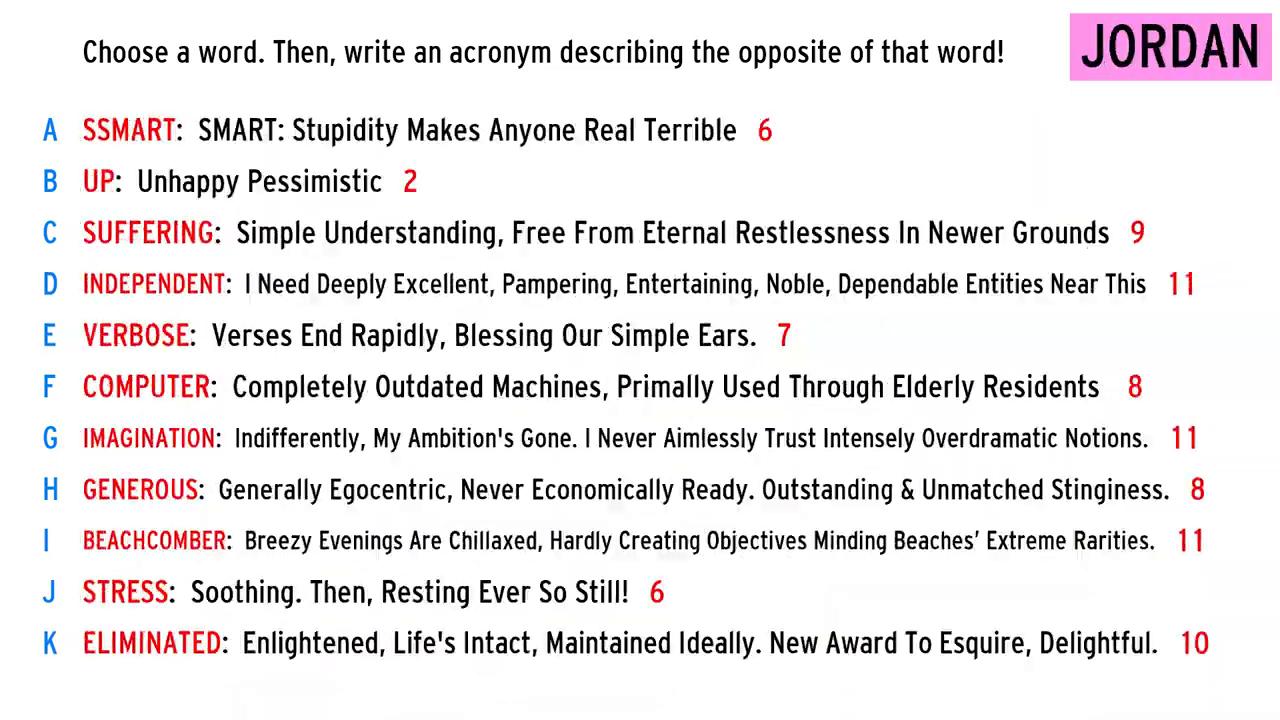 Choose a word. Then, write an acronym describing the opposite of that word!
JORDAN
A SSMART: SMART: Stupidity Makes Anyone Real Terrible 6
B UP: Unhappy Pessimistic 2
C SUFFERING: Simple Understanding, Free From Eternal Restlessness In Newer Grounds 9
D INDEPENDENT: I Need Deeply Excellent, Pampering, Entertaining, Noble, Dependable Entities Near This 11
E VERBOSE: Verses End Rapidly, Blessing Our Simple Ears. 7
F COMPUTER: Completely Outdated Machines, Primally Used Through Elderly Residents 8
G IMAGINATION: Indifferently, My Ambition's Gone. I Never Aimlessly Trust Intensely Overdramatic Notions. 11
H GENEROUS: Generally Egocentric, Never Economically Ready. Outstanding & Unmatched Stinginess. 8
I BEACHCOMBER: Breezy Evenings Are Chillaxed, Hardly Creating Objectives Minding Beaches’ Extreme Rarities. 11
J STRESS: Soothing. Then, Resting Ever So Still! 6
K ELIMINATED: Enlightened, Life's Intact, Maintained Ideally. New Award To Esquire, Delightful. 10